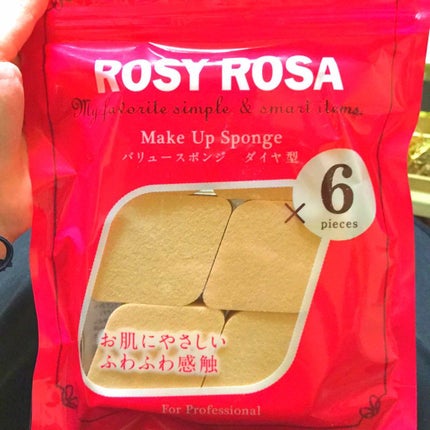 ROSY ROSA
My favorite simple & smart items.
Make Up Sponge
バリュースポンジ ダイヤ型
×6
pieces
お肌にやさしい
ふわふわ感触
For Professional